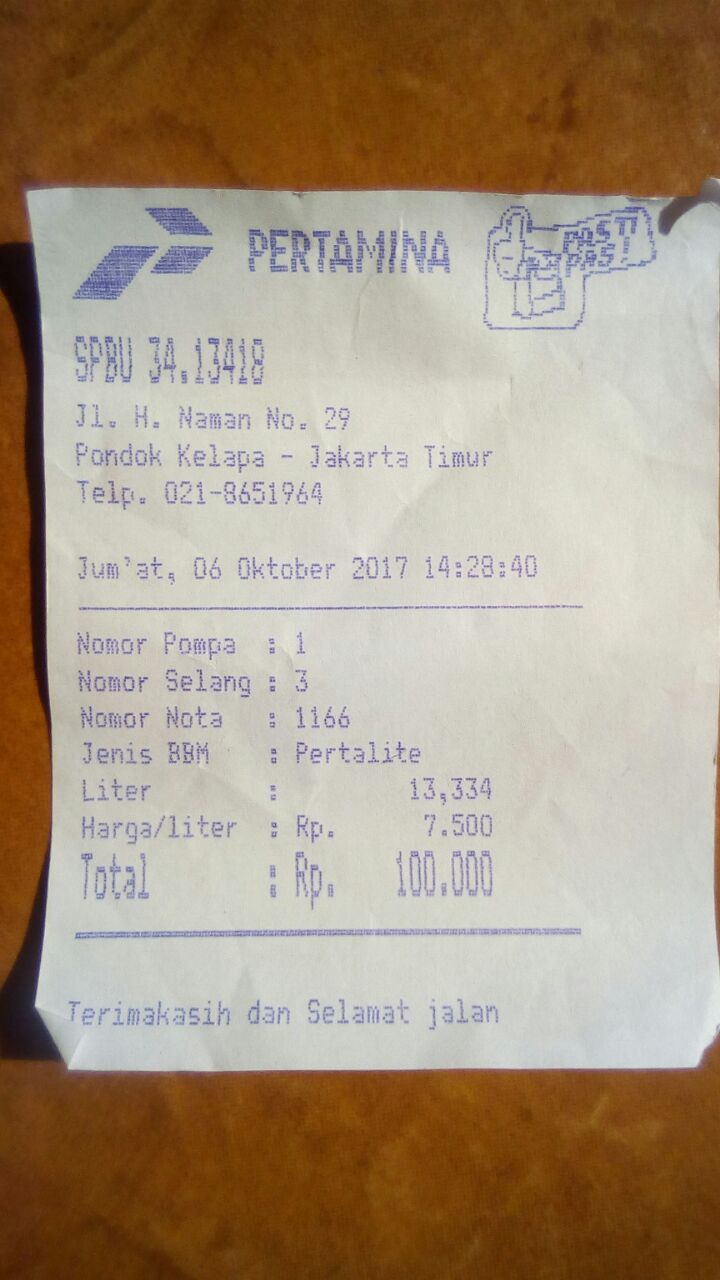 PERTAMINA
PASTI PAS!
SPBU 34.13418
Jl. H. Naman No. 29
Pondok Kelapa - Jakarta Timur
Telp. 021-8651964
Jum'at, 06 Oktober 2017 14:28:40
Nomor Pompa : 1
Nomor Selang : 3
Nomor Nota : 1166
Jenis BBM : Pertalite
Liter : 13,334
Harga/liter : Rp. 7.500
Total : Rp. 100.000
Terimakasih dan Selamat jalan